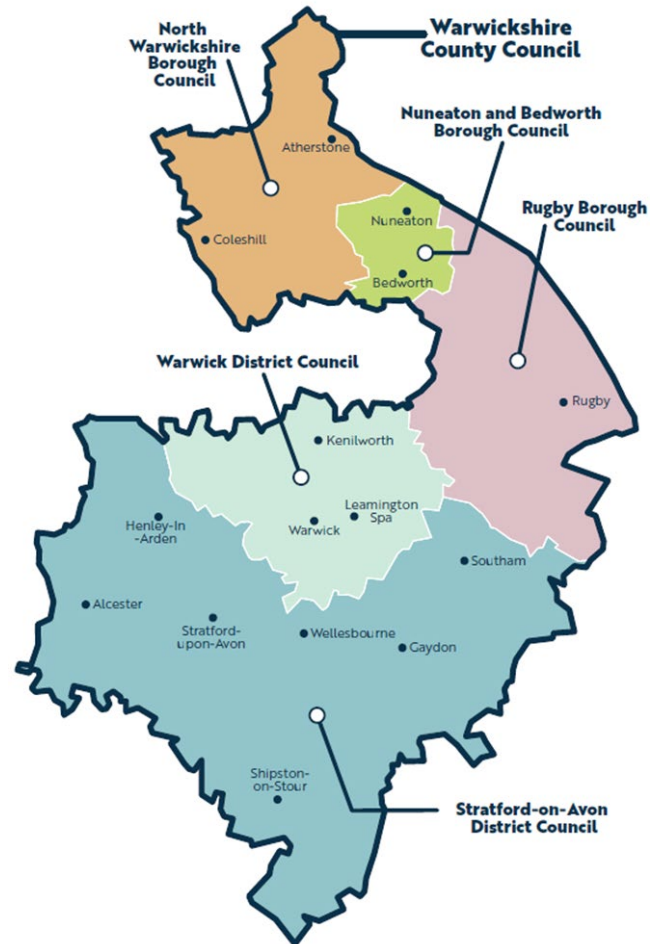 North
Warwickshire
Borough
Council
Warwickshire
County Council
Nuneaton and Bedworth
Borough Council
Atherstone
Rugby Borough
Council
Nuneaton
Coleshill
Bedworth
Warwick District Council
Rugby
Kenilworth
Leamington
Spa
Henley-In
-Arden
Warwick
Southam
Alcester
Stratford-
upon-Avon
Wellesbourne
Gaydon
Shipston-
on-Stour
Stratford-on-Avon
District Council